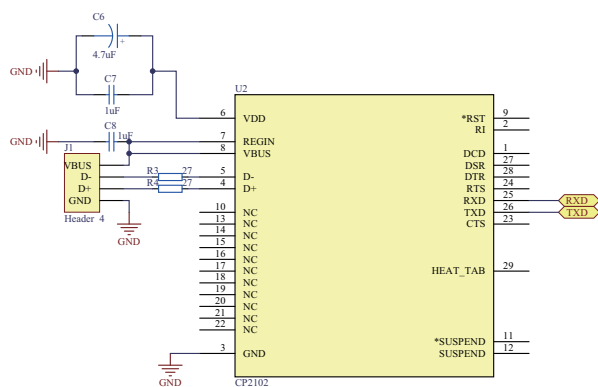 C6
4.7uF
GND
C7
1uF
U2
6 VDD *RST 9
RI 2
C8
GND 1uF 7 REGIN
J1 8 VBUS DCD 1
VBUS DSR 27
D- R3 27 5 D- DTR 28
D+ R4 27 4 D+ RTS 24
GND RXD 25 RXD
Header 4 10 NC TXD 26 TXD
13 NC CTS 23
GND 14 NC
15 NC
16 NC
17 NC HEAT_TAB 29
18 NC
19 NC
20 NC
21 NC
22 NC
*SUSPEND 11
3 GND SUSPEND 12
GND CP2102